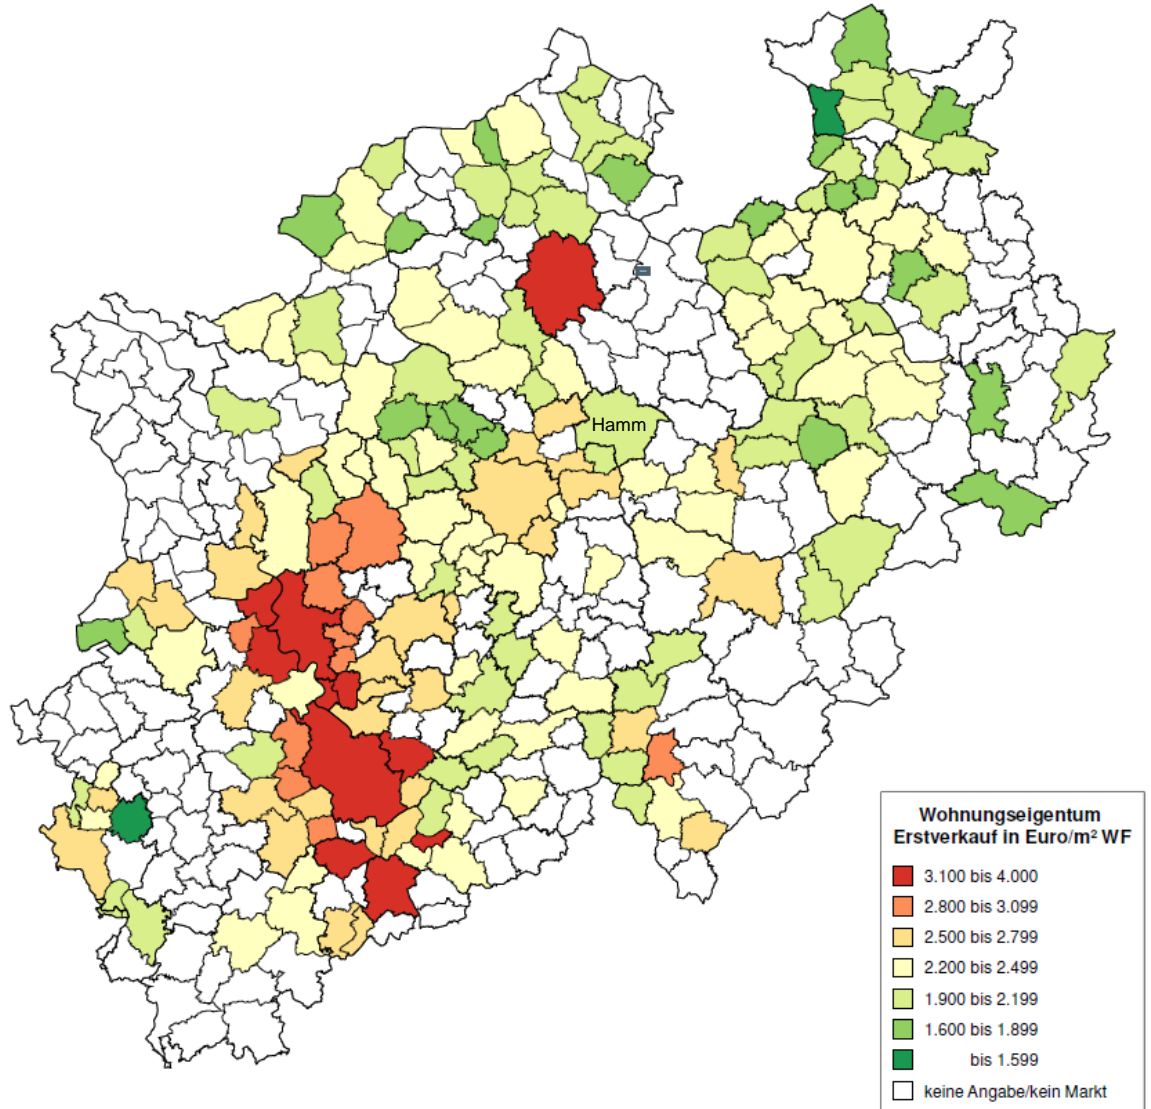 Hamm
Wohnungseigentum
Erstverkauf in Euro/m² WF
3.100 bis 4.000
2.800 bis 3.099
2.500 bis 2.799
2.200 bis 2.499
1.900 bis 2.199
1.600 bis 1.899
bis 1.599
keine Angabe/kein Markt